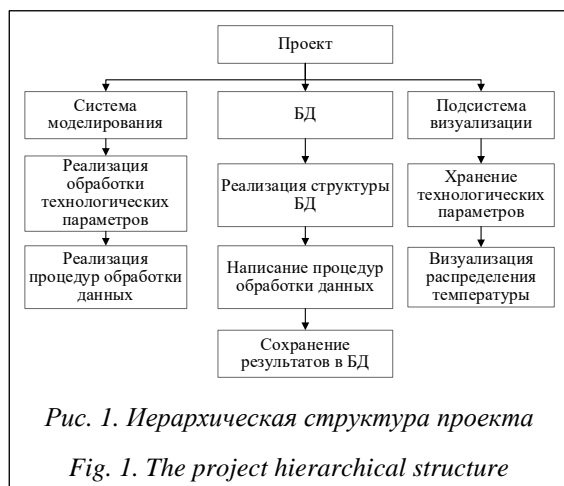 Проект
Система
моделирования
БД
Подсистема
визуализации
Реализация
обработки
технологических
параметров
Реализация структуры
БД
Хранение
технологических
параметров
Реализация
процедур обработки
данных
Написание процедур
обработки данных
Визуализация
распределения
температуры
Сохранение
результатов в БД
Рис. 1. Иерархическая структура проекта
Fig. 1. The project hierarchical structure